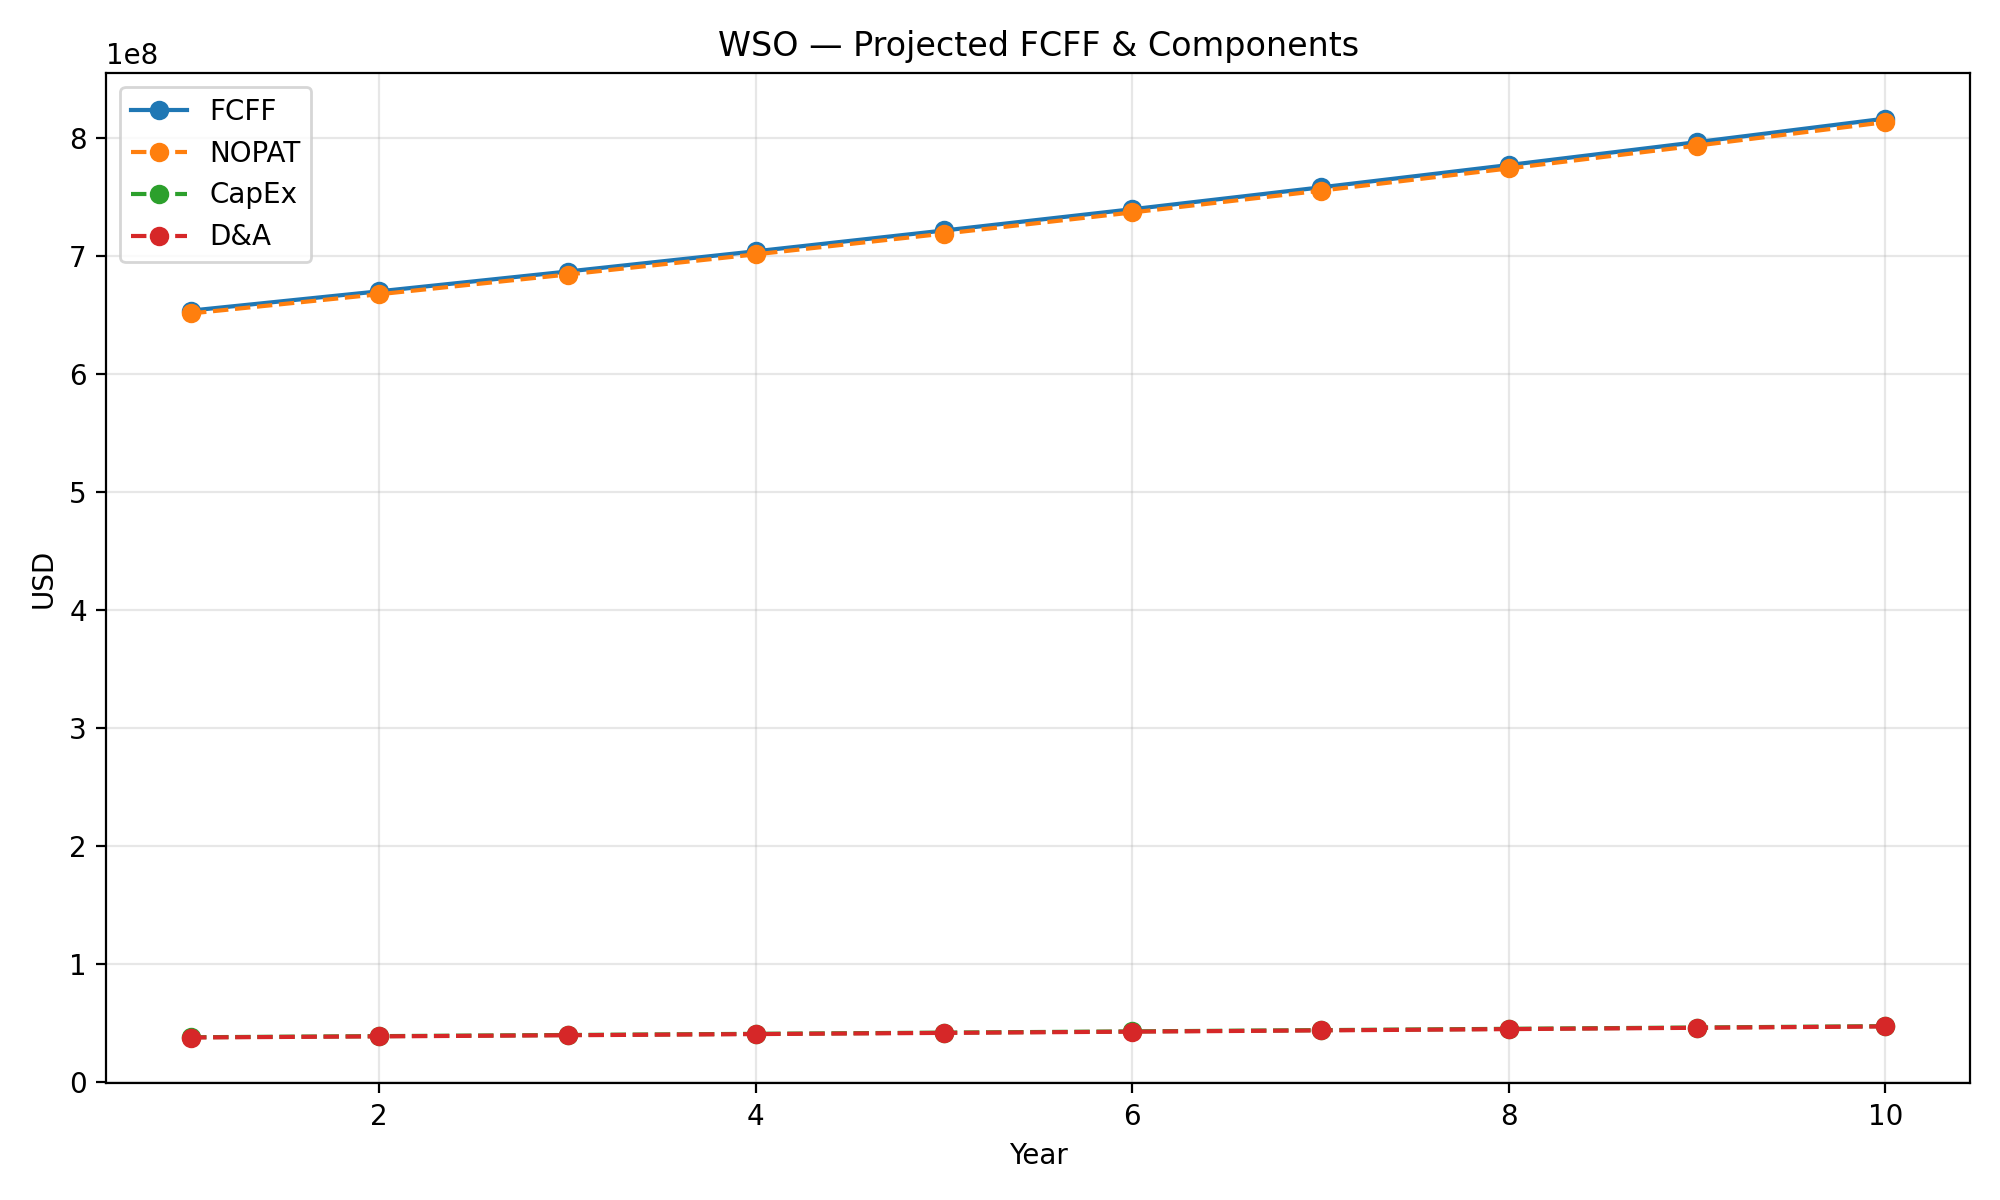 WSO — Projected FCFF & Components
1e8
FCFF
NOPAT
CapEx
D&A
8
7
6
5
4
3
2
1
0
USD
2 4 6 8 10
Year